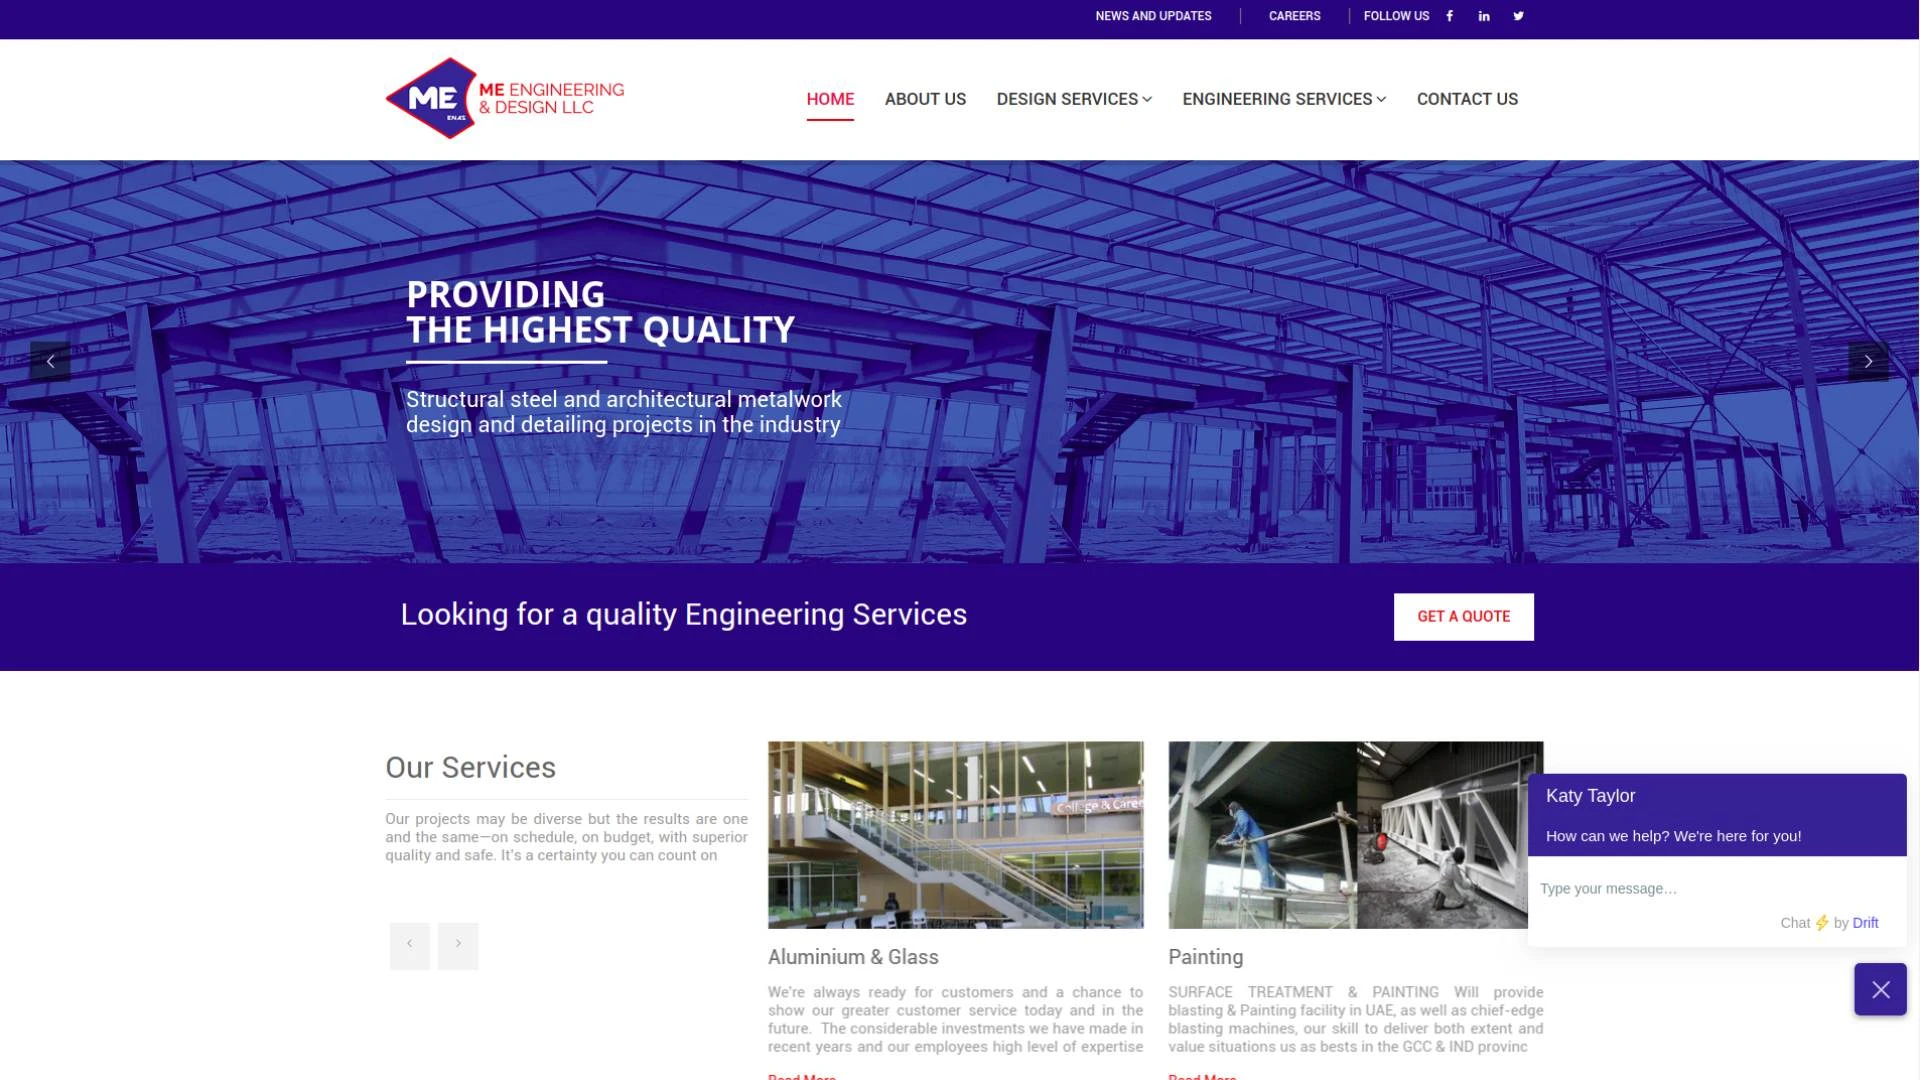 NEWS AND UPDATES
CAREERS
FOLLOW US
ME
ENAS
ME ENGINEERING
& DESIGN LLC
HOME
ABOUT US
DESIGN SERVICES
ENGINEERING SERVICES
CONTACT US
PROVIDING
THE HIGHEST QUALITY
Structural steel and architectural metalwork
design and detailing projects in the industry
Looking for a quality Engineering Services
GET A QUOTE
Our Services
Our projects may be diverse but the results are one
and the same—on schedule, on budget, with superior
quality and safe. It's a certainty you can count on
College & Caree
Aluminium & Glass
We're always ready for customers and a chance to
show our greater customer service today and in the
future. The considerable investments we have made in
recent years and our employees high level of expertise
Read More
Painting
SURFACE TREATMENT & PAINTING Will provide
blasting & Painting facility in UAE, as well as chief-edge
blasting machines, our skill to deliver both extent and
value situations us as bests in the GCC & IND provinc
Read More
Katy Taylor
How can we help? We're here for you!
Type your message…
Chat ⚡ by Drift